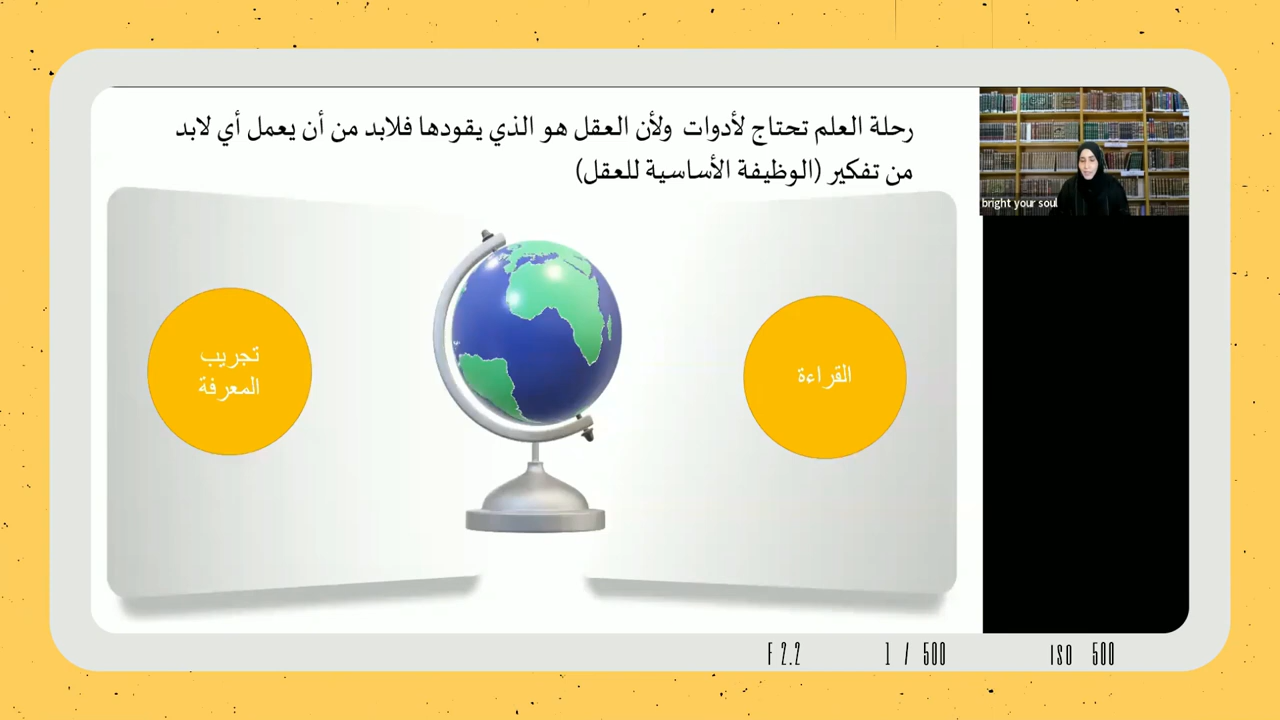 رحلة العلم تحتاج لأدوات ولأن العقل هو الذي يقودها فلابد من أن يعمل أي لابد
من تفكير (الوظيفة الأساسية للعقل)
القراءة
تجريب
المعرفة
bright your soul
F 2.2 1 / 500 ISO 500